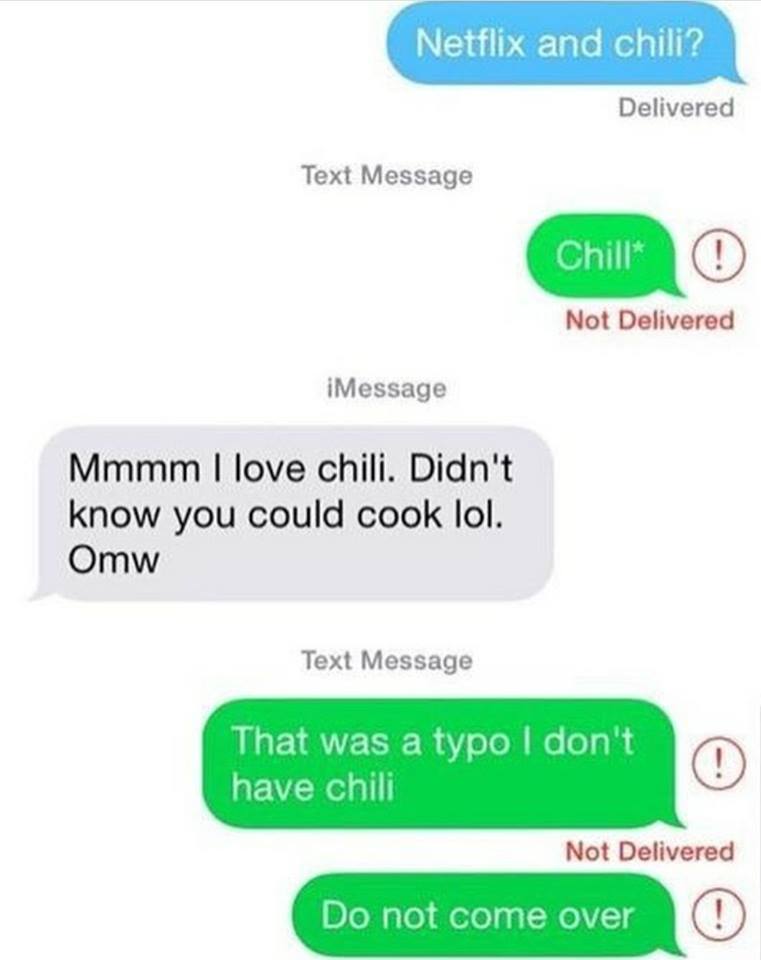 Netflix and chili?
Delivered
Text Message
Chill*
!
Not Delivered
iMessage
Mmmm I love chili. Didn't
know you could cook lol.
Omw
Text Message
That was a typo I don't
have chili
!
Not Delivered
Do not come over
!